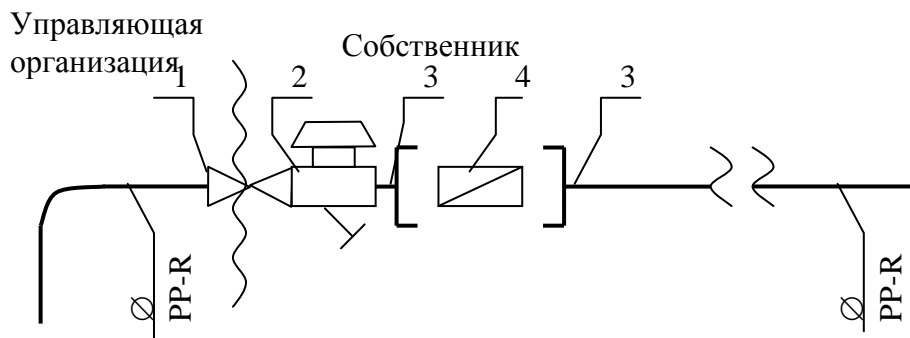 Управляющая
организация
Собственник
1
2
3
4
3
∅
PP-R
∅
PP-R